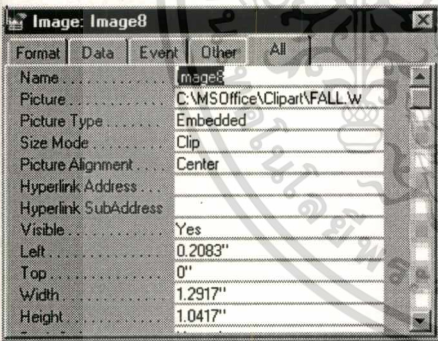 Image: Image8
Format Data Event Other All
Name . . . . . . . . . . . . Image8
Picture . . . . . . . . . . . C:\MSOffice\Clipart\FALL.W
Picture Type . . . . . . . . Embedded
Size Mode . . . . . . . . . Clip
Picture Alignment . . . . Center
Hyperlink Address . . .
Hyperlink SubAddress
Visible . . . . . . . . . . . Yes
Left . . . . . . . . . . . . . 0.2083"
Top . . . . . . . . . . . . . 0"
Width . . . . . . . . . . . . 1.2917"
Height . . . . . . . . . . . 1.0417"